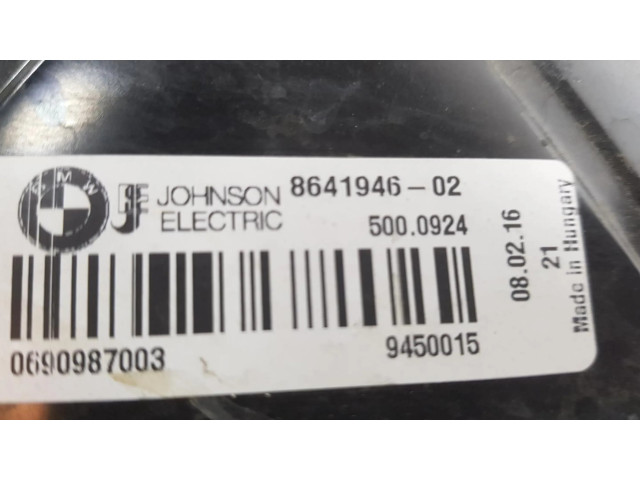 BMW
JOHNSON ELECTRIC
8641946-02
500.0924
0690987003
9450015
08.02.16
21
Made in Hungary